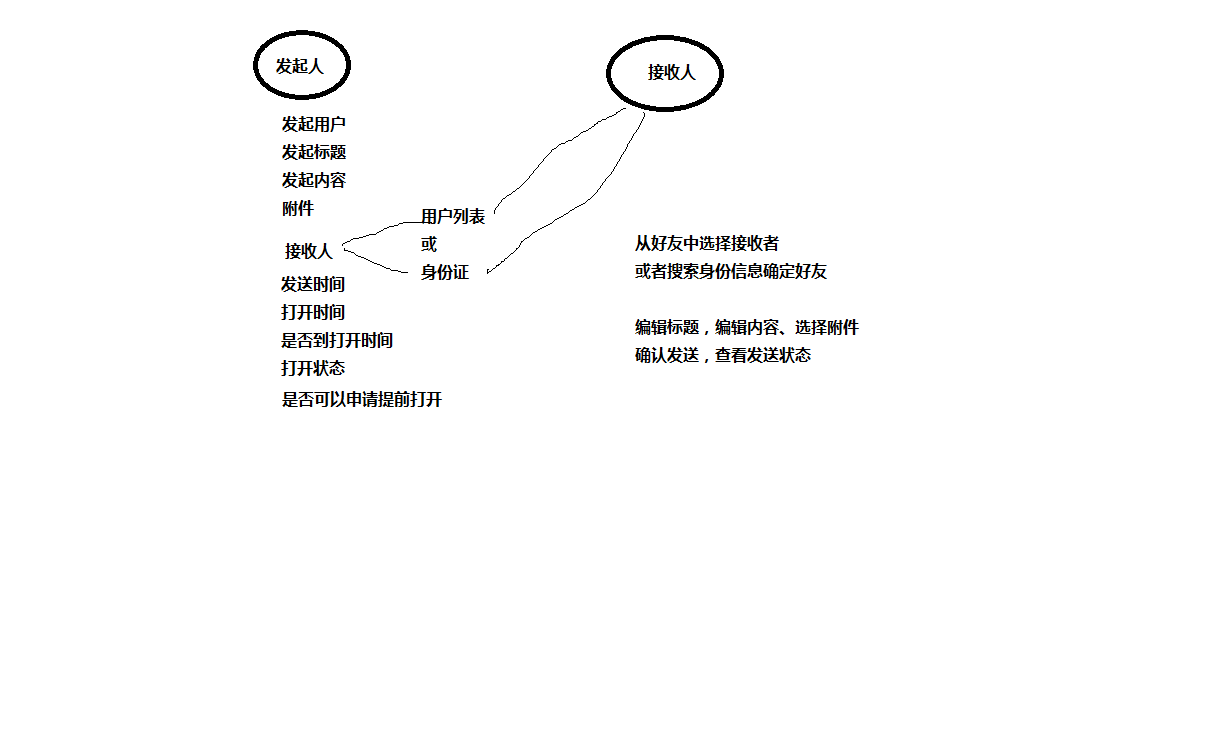 发起人
接收人
发起用户
发起标题
发起内容
附件
接收人
用户列表
或
身份证
发送时间
打开时间
是否到打开时间
打开状态
是否可以申请提前打开
从好友中选择接收者
或者搜索身份信息确定好友
编辑标题，编辑内容、选择附件
确认发送，查看发送状态